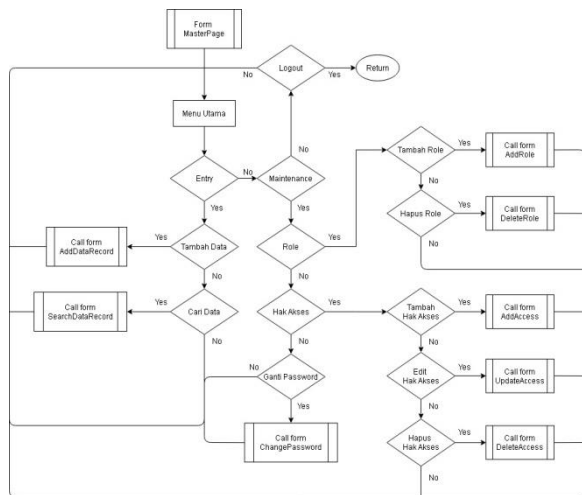 Form
MasterPage
Logout
No
Yes
Return
Menu Utama
No
Entry
No
Maintenance
Yes
Yes
Tambah Role
Yes
Call form
AddRole
No
Hapus Role
Yes
Call form
DeleteRole
No
Call form
AddDataRecord
Yes
Tambah Data
Role
Yes
No
No
Call form
SearchDataRecord
Yes
Cari Data
No
Hak Akses
Yes
Tambah
Hak Akses
Yes
Call form
AddAccess
No
No
No
Ganti Password
Yes
Edit
Hak Akses
Yes
Call form
UpdateAccess
No
Call form
ChangePassword
Hapus
Hak Akses
Yes
Call form
DeleteAccess
No